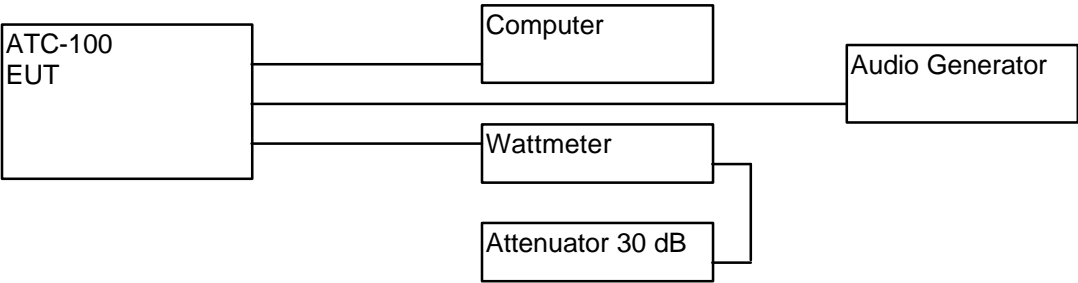 ATC-100
EUT
Computer
Audio Generator
Wattmeter
Attenuator 30 dB